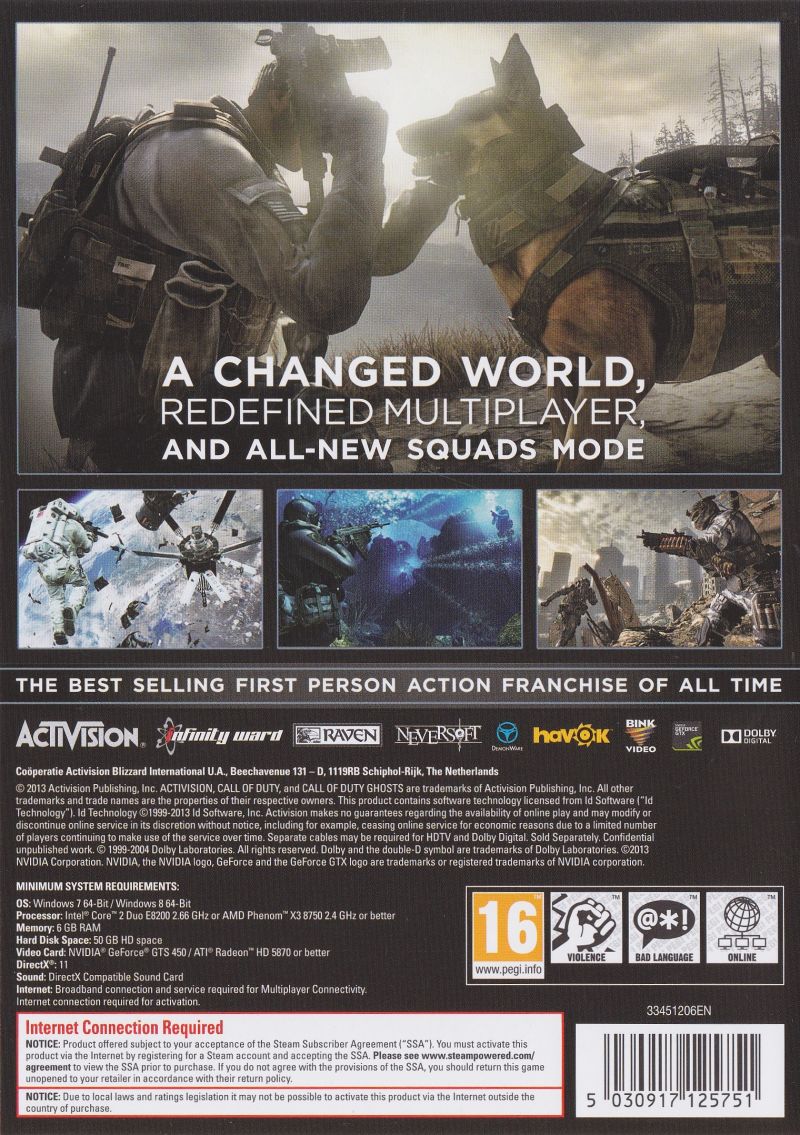 A CHANGED WORLD,
REDEFINED MULTIPLAYER,
AND ALL-NEW SQUADS MODE
THE BEST SELLING FIRST PERSON ACTION FRANCHISE OF ALL TIME
ACTIVISION®
infinity ward
RAVEN
NEVERSOFT
DEMONWARE
havok
BINK
VIDEO
GEFORCE
GTX
DOLBY
DIGITAL
Coöperatie Activision Blizzard International U.A., Beechavenue 131 – D, 1119RB Schiphol-Rijk, The Netherlands
© 2013 Activision Publishing, Inc. ACTIVISION, CALL OF DUTY, and CALL OF DUTY GHOSTS are trademarks of Activision Publishing, Inc. All other
trademarks and trade names are the properties of their respective owners. This product contains software technology licensed from Id Software ("Id
Technology"). Id Technology ©1999-2013 Id Software, Inc. Activision makes no guarantees regarding the availability of online play and may modify or
discontinue online service in its discretion without notice, including for example, ceasing online service for economic reasons due to a limited number
of players continuing to make use of the service over time. Separate cables may be required for HDTV and Dolby Digital. Sold Separately. Confidential
unpublished work. © 1999-2004 Dolby Laboratories. All rights reserved. Dolby and the double-D symbol are trademarks of Dolby Laboratories. ©2013
NVIDIA Corporation. NVIDIA, the NVIDIA logo, GeForce and the GeForce GTX logo are trademarks or registered trademarks of NVIDIA corporation.
MINIMUM SYSTEM REQUIREMENTS:
OS: Windows 7 64-Bit / Windows 8 64-Bit
Processor: Intel® Core™ 2 Duo E8200 2.66 GHz or AMD Phenom™ X3 8750 2.4 GHz or better
Memory: 6 GB RAM
Hard Disk Space: 50 GB HD space
Video Card: NVIDIA® GeForce® GTS 450 / ATI® Radeon™ HD 5870 or better
DirectX®: 11
Sound: DirectX Compatible Sound Card
Internet: Broadband connection and service required for Multiplayer Connectivity.
Internet connection required for activation.
16
www.pegi.info
VIOLENCE
@*!
BAD LANGUAGE
ONLINE
33451206EN
Internet Connection Required
NOTICE: Product offered subject to your acceptance of the Steam Subscriber Agreement ("SSA"). You must activate this
product via the Internet by registering for a Steam account and accepting the SSA. Please see www.steampowered.com/
agreement to view the SSA prior to purchase. If you do not agree with the provisions of the SSA, you should return this game
unopened to your retailer in accordance with their return policy.
NOTICE: Due to local laws and ratings legislation it may not be possible to activate this product via the Internet outside the
country of purchase.
5 030917 125751